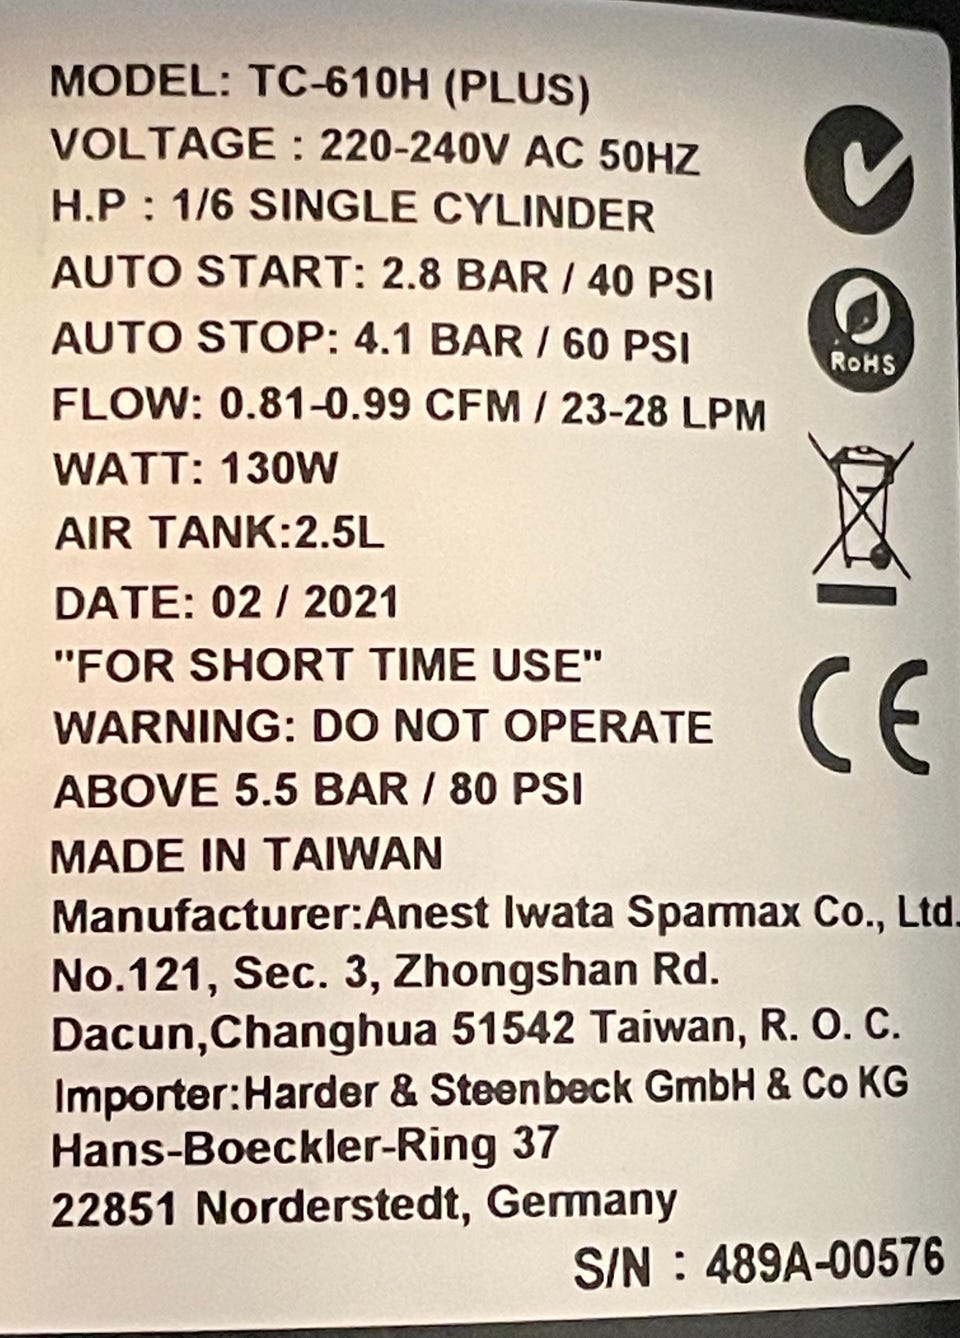 MODEL: TC-610H (PLUS)
VOLTAGE : 220-240V AC 50HZ
H.P : 1/6 SINGLE CYLINDER
AUTO START: 2.8 BAR / 40 PSI
AUTO STOP: 4.1 BAR / 60 PSI
RoHS
FLOW: 0.81-0.99 CFM / 23-28 LPM
WATT: 130W
AIR TANK:2.5L
DATE: 02 / 2021
"FOR SHORT TIME USE"
WARNING: DO NOT OPERATE
CE
ABOVE 5.5 BAR / 80 PSI
MADE IN TAIWAN
Manufacturer:Anest Iwata Sparmax Co., Ltd.
No.121, Sec. 3, Zhongshan Rd.
Dacun,Changhua 51542 Taiwan, R. O. C.
Importer:Harder & Steenbeck GmbH & Co KG
Hans-Boeckler-Ring 37
22851 Norderstedt, Germany
S/N : 489A-00576